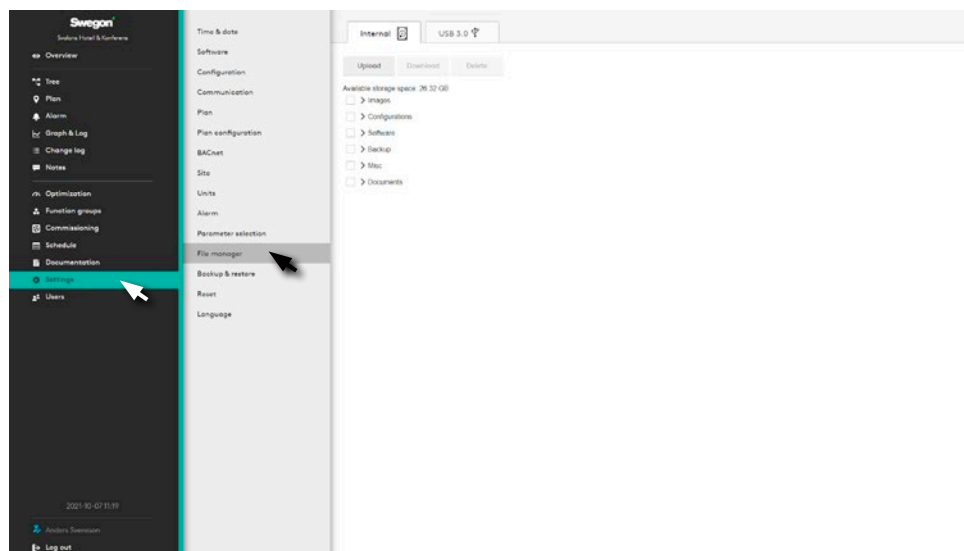 Swegon
Svalans Hotell & Konferens
Overview
Tree
Plan
Alarm
Graph & Log
Change log
Notes
Optimization
Function groups
Commissioning
Schedule
Documentation
Settings
Users
2021-10-07 11:19
Anders Svensson
Log out
Time & date
Software
Configuration
Communication
Plan
Plan configuration
BACnet
Site
Units
Alarm
Parameter selection
File manager
Backup & restore
Reset
Language
Internal
USB 3.0
Upload
Download
Delete
Available storage space 26.32 GB
Images
Configurations
Software
Backup
Misc
Documents